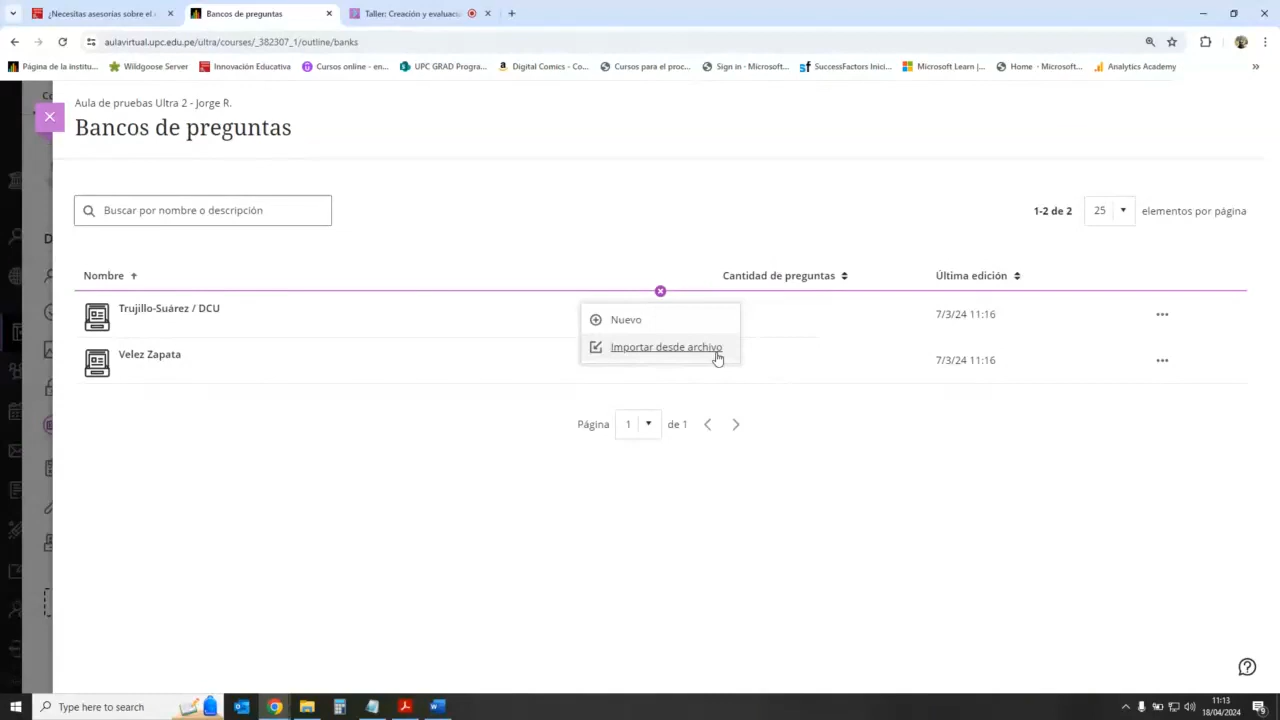 ¿Necesitas asesorías sobre el
Bancos de preguntas
Taller: Creación y evaluació
aulavirtual.upc.edu.pe/ultra/courses/_382307_1/outline/banks
Página de la institu...
Wildgoose Server
Innovación Educativa
Cursos online - en...
UPC GRAD Progra...
Digital Comics - Co...
Cursos para el proc...
Sign in - Microsoft...
SuccessFactors Inici...
Microsoft Learn |...
Home - Microsoft...
Analytics Academy
Aula de pruebas Ultra 2 - Jorge R.
Bancos de preguntas
Buscar por nombre o descripción
1-2 de 2
25
elementos por página
Nombre
Cantidad de preguntas
Última edición
Trujillo-Suárez / DCU
7/3/24 11:16
Nuevo
Importar desde archivo
Velez Zapata
7/3/24 11:16
Página
1
de 1
Type here to search
11:13
18/04/2024